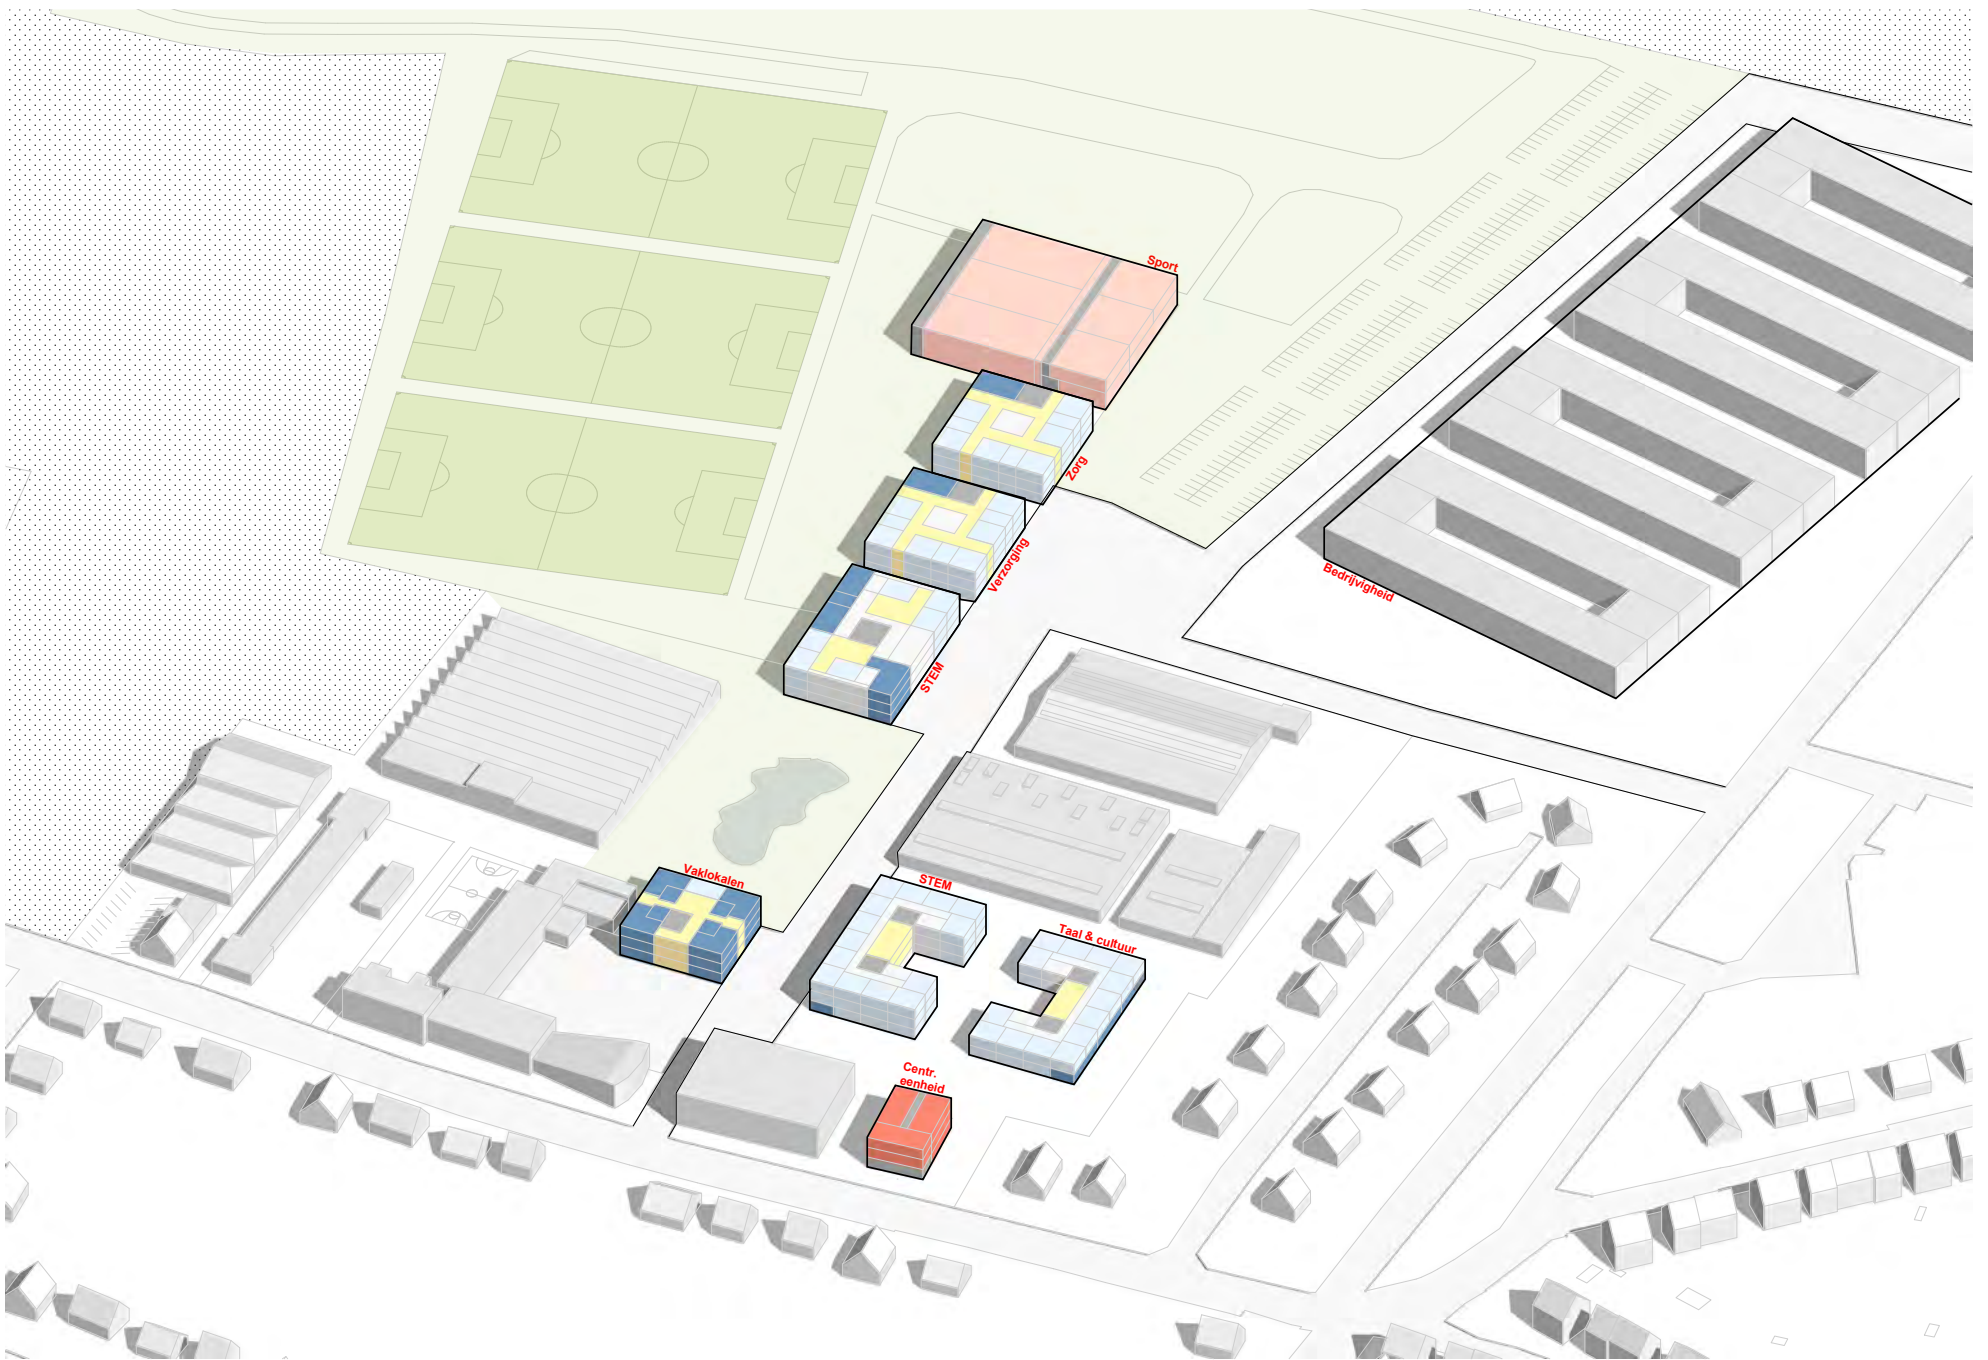 Sport
Zorg
Verzorging
Bedrijvigheid
STEM
Vaklokalen
STEM
Taal & cultuur
Centr.
eenheid